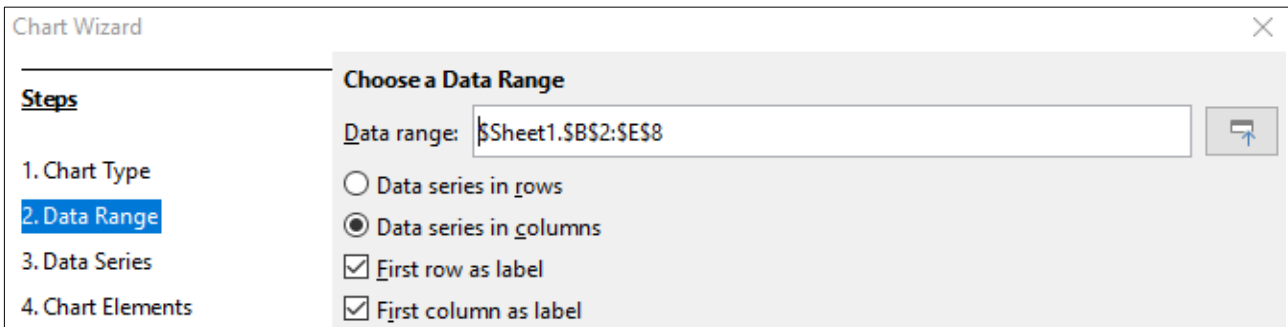 Chart Wizard
Steps
1. Chart Type
2. Data Range
3. Data Series
4. Chart Elements
Choose a Data Range
Data range: $Sheet1.$B$2:$E$8
Data series in rows
Data series in columns
First row as label
First column as label